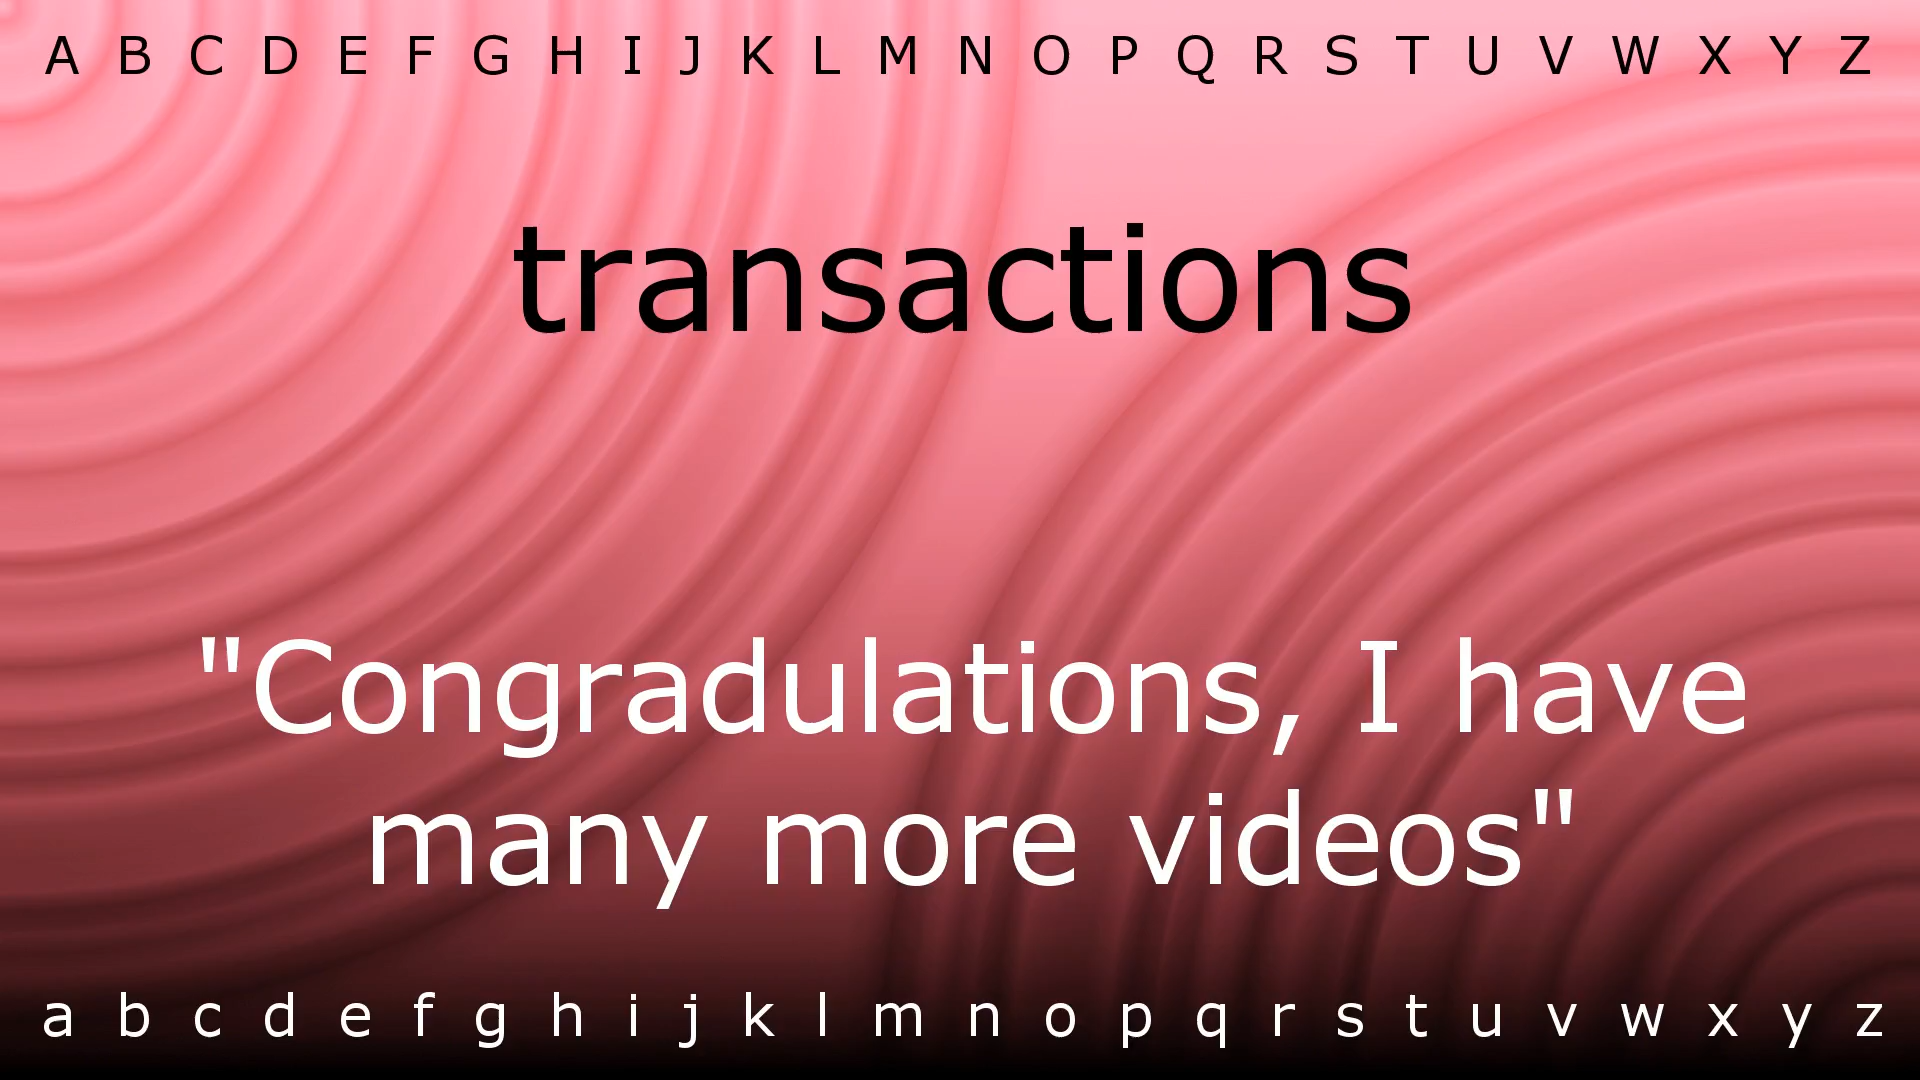 A B C D E F G H I J K L M N O P Q R S T U V W X Y Z
transactions
"Congradulations, I have
many more videos"
a b c d e f g h i j k l m n o p q r s t u v w x y z